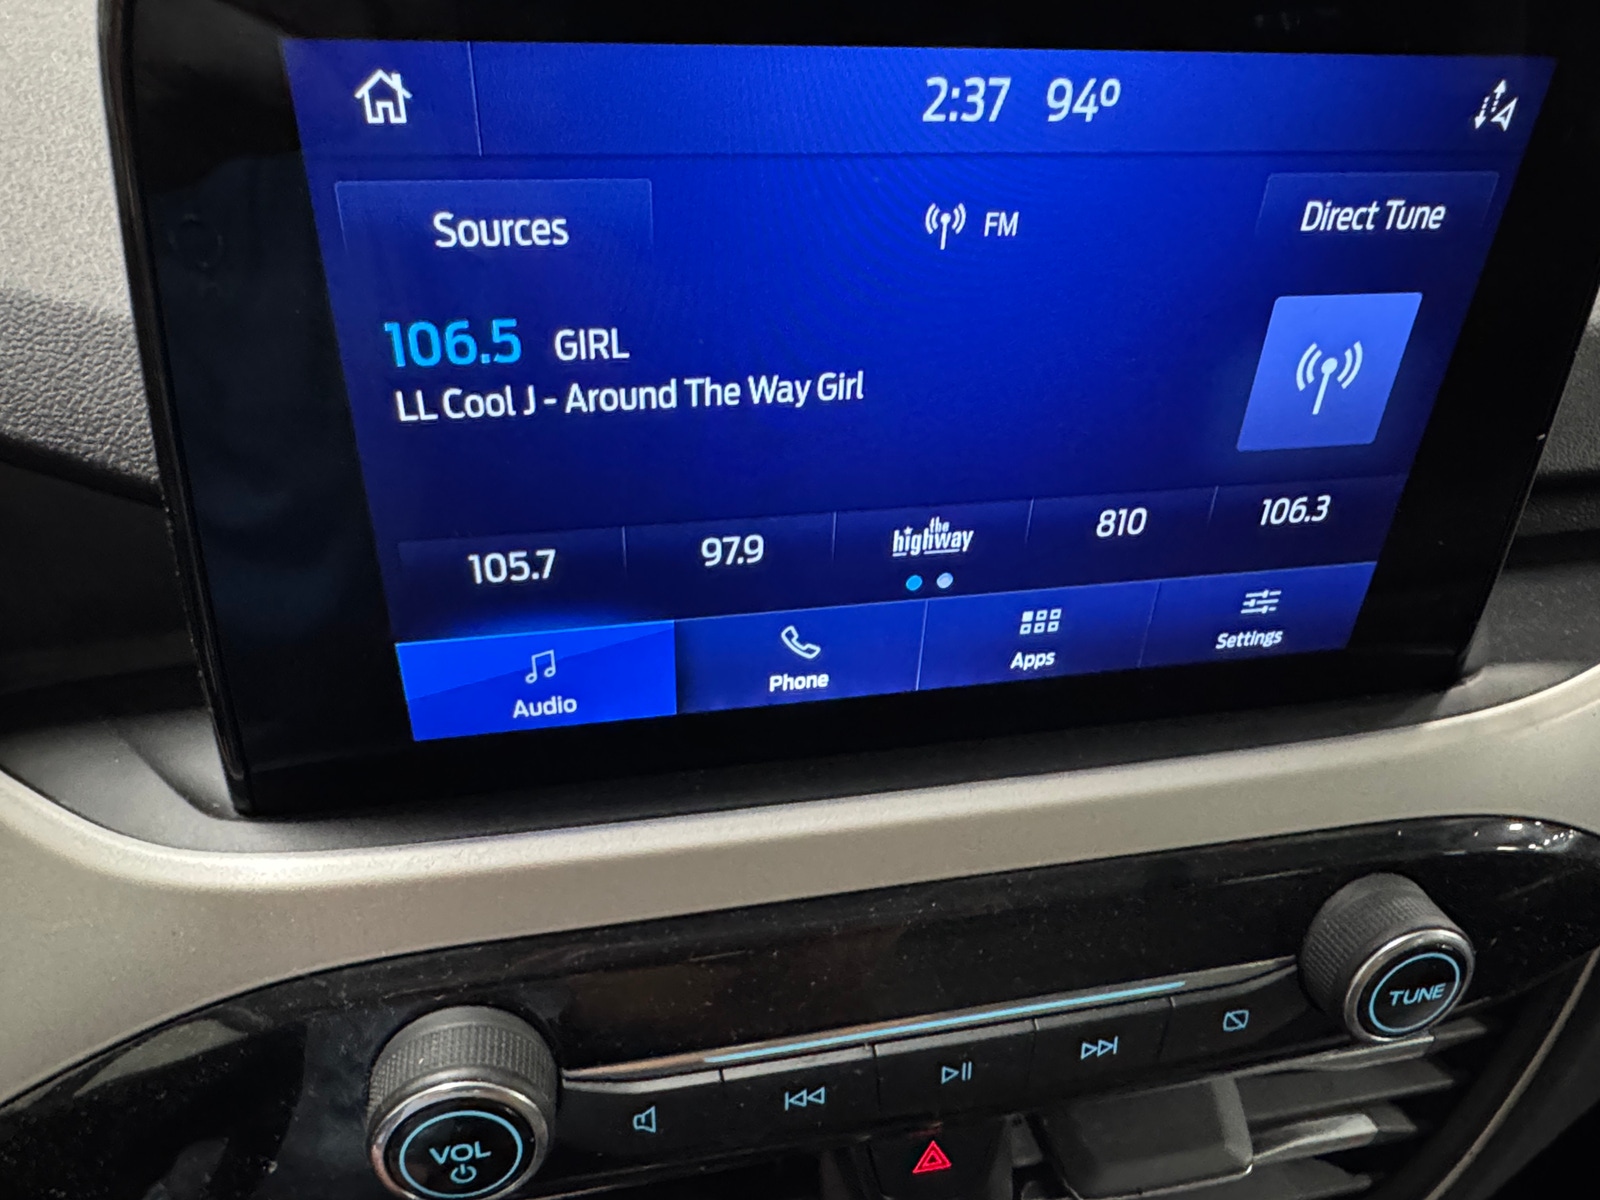 2:37 94º
Sources
FM
Direct Tune
106.5 GIRL
LL Cool J - Around The Way Girl
105.7
97.9
the highway
810
106.3
Audio
Phone
Apps
Settings
TUNE
VOL